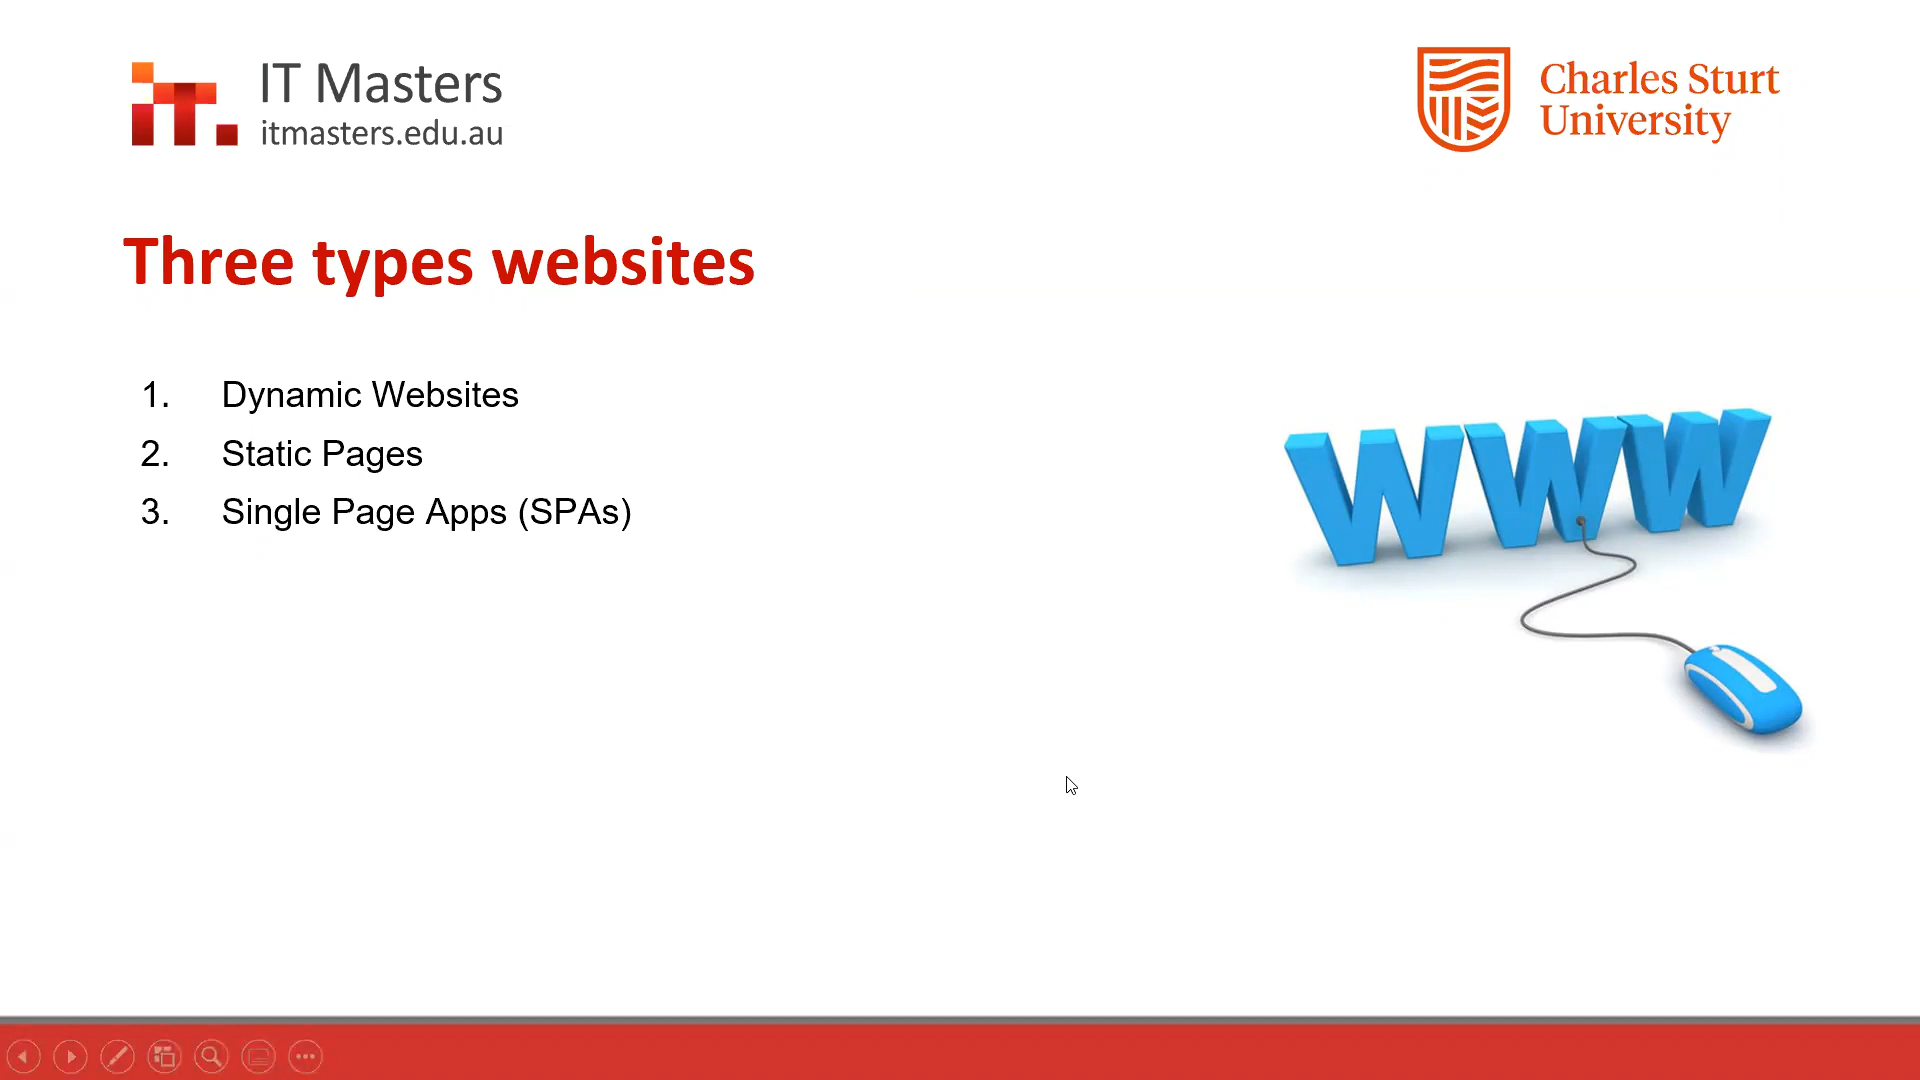 IT Masters
itmasters.edu.au
Charles Sturt
University
Three types websites
1. Dynamic Websites
2. Static Pages
3. Single Page Apps (SPAs)
WWW